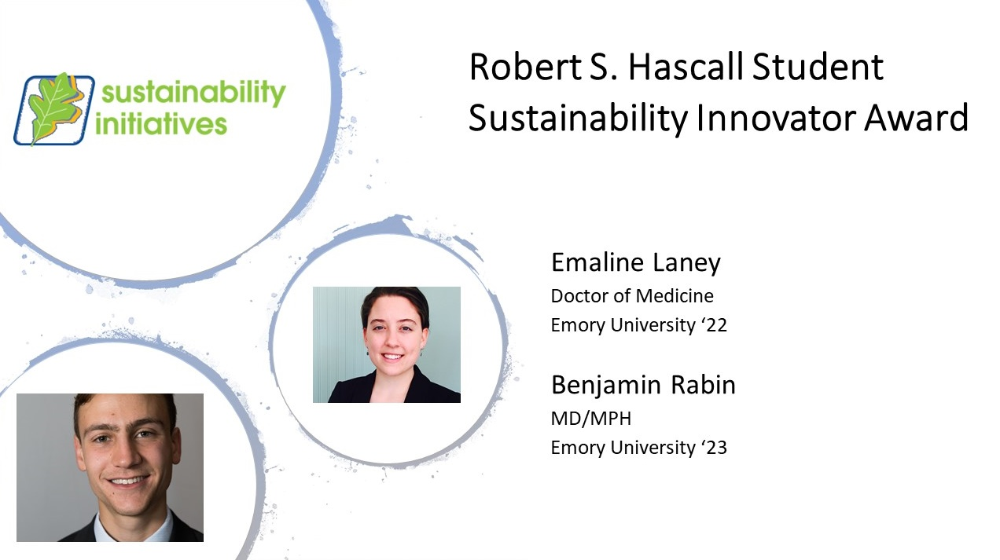 sustainability
initiatives
Robert S. Hascall Student
Sustainability Innovator Award
Emaline Laney
Doctor of Medicine
Emory University ‘22
Benjamin Rabin
MD/MPH
Emory University ‘23